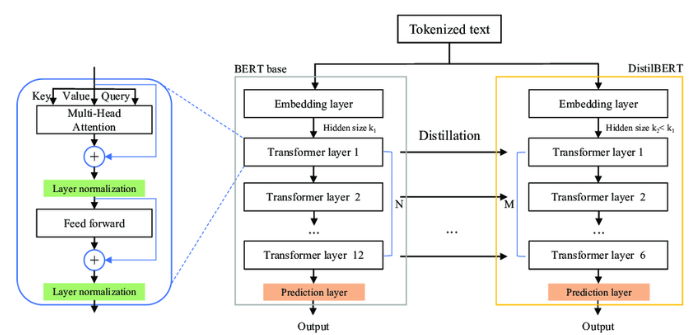 Tokenized text
BERT base
DistilBERT
Key Value Query
Multi-Head
Attention
+
Layer normalization
Feed forward
+
Layer normalization
Embedding layer
Hidden size k₁
Transformer layer 1
Transformer layer 2
...
Transformer layer 12
Prediction layer
Output
N
Distillation
...
M
Embedding layer
Hidden size k₂< k₁
Transformer layer 1
Transformer layer 2
...
Transformer layer 6
Prediction layer
Output